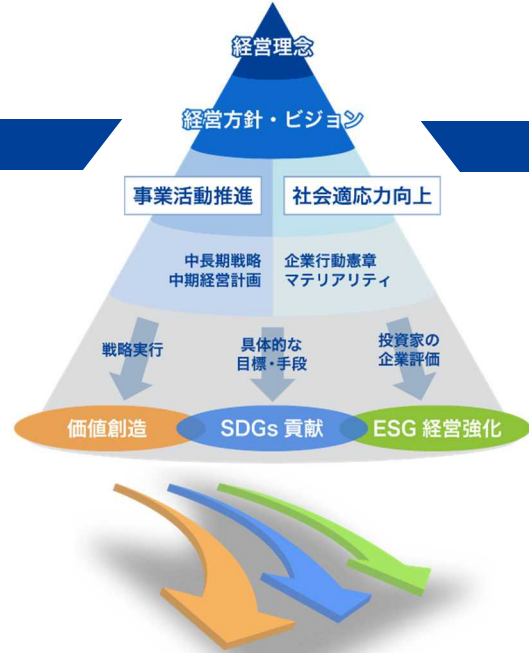 経営理念
経営方針・ビジョン
事業活動推進
社会適応力向上
中長期戦略
中期経営計画
企業行動憲章
マテリアリティ
戦略実行
具体的な
目標・手段
投資家の
企業評価
価値創造
SDGs 貢献
ESG 経営強化